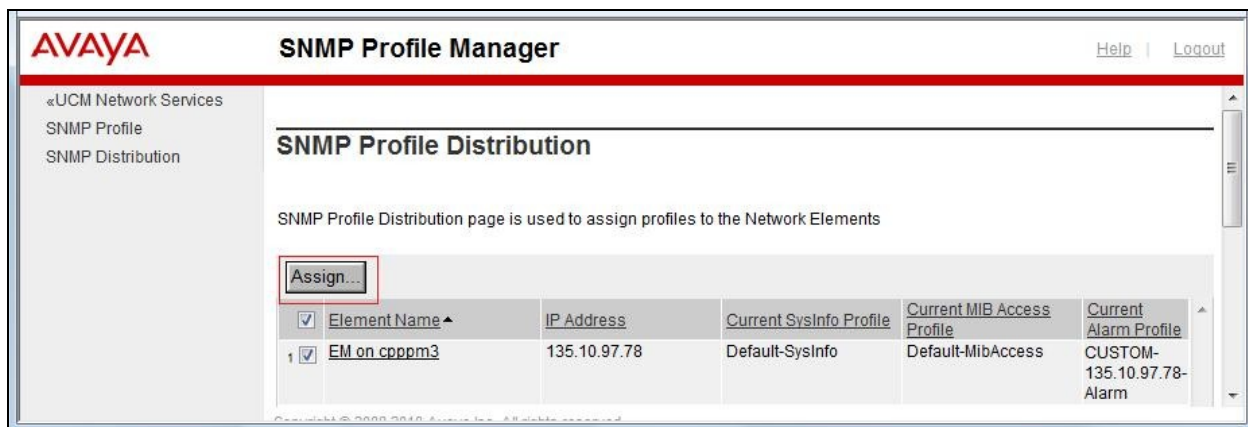 AVAYA
SNMP Profile Manager
Help | Logout
«UCM Network Services
SNMP Profile
SNMP Distribution
SNMP Profile Distribution
SNMP Profile Distribution page is used to assign profiles to the Network Elements
Assign...
Element Name IP Address Current SysInfo Profile Current MIB Access Profile Current Alarm Profile
1 EM on cpppm3 135.10.97.78 Default-SysInfo Default-MibAccess CUSTOM-135.10.97.78-Alarm